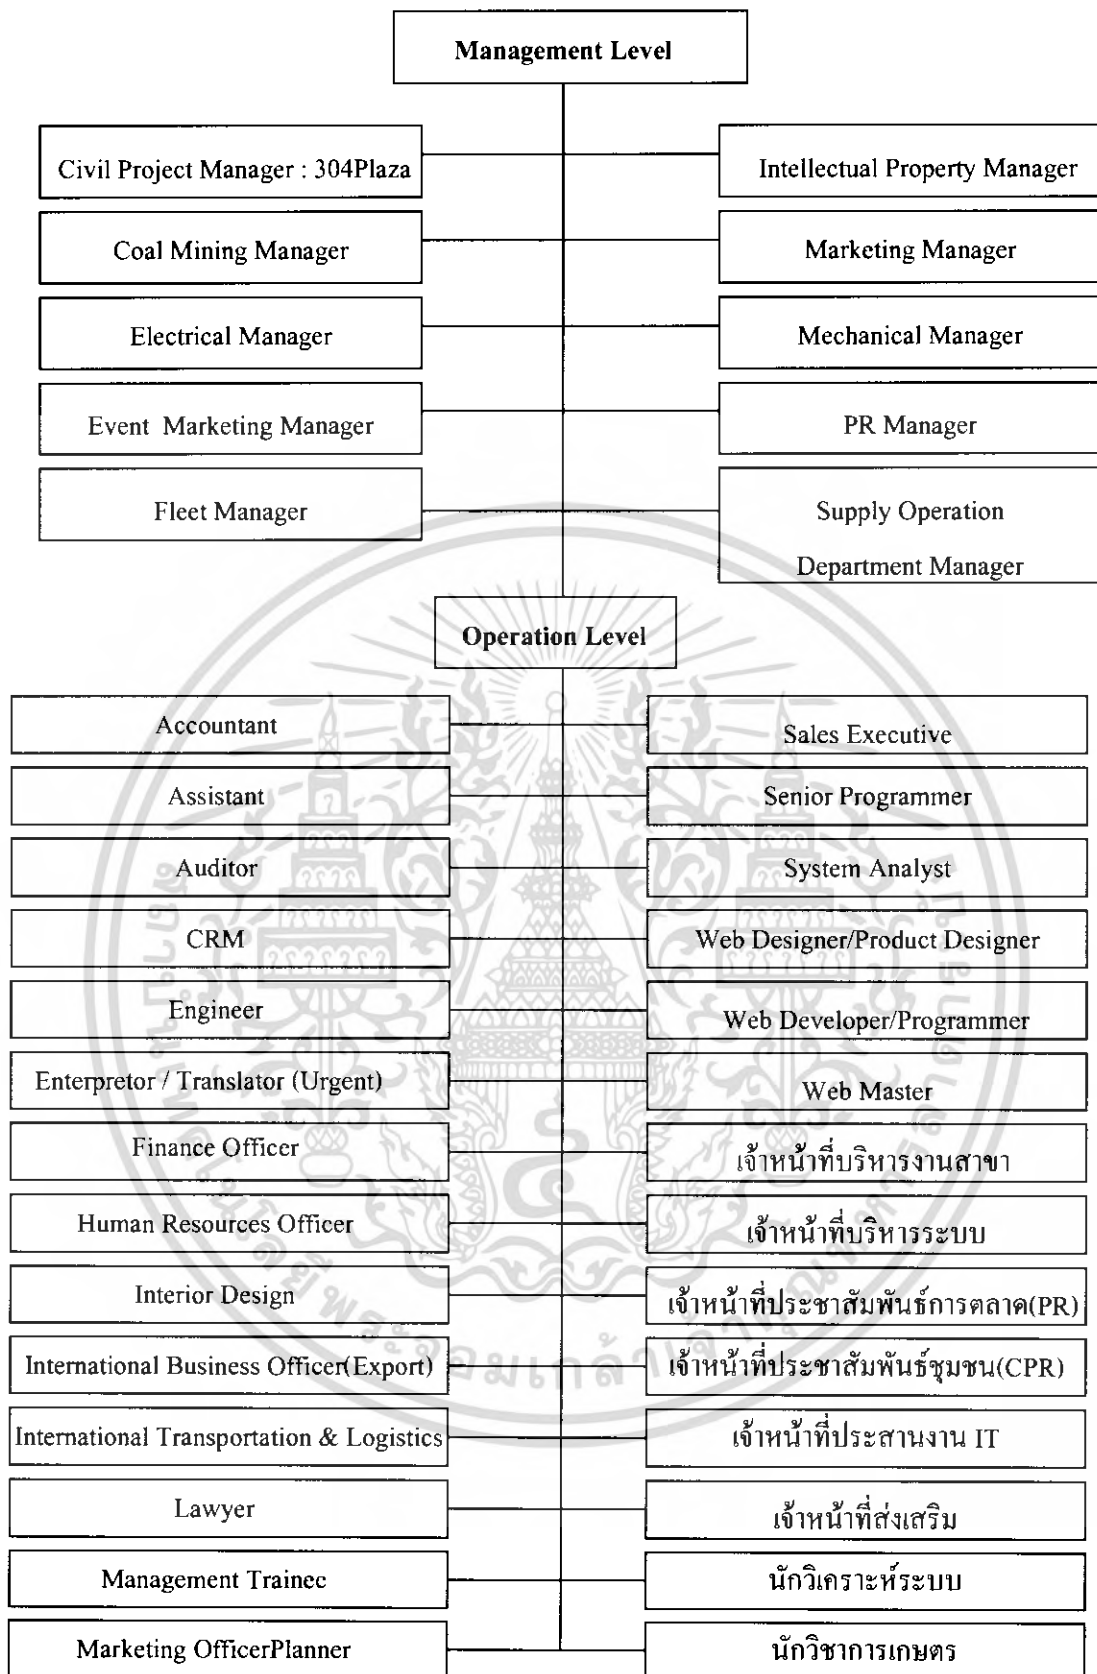 Management Level
Civil Project Manager : 304Plaza
Intellectual Property Manager
Coal Mining Manager
Marketing Manager
Electrical Manager
Mechanical Manager
Event Marketing Manager
PR Manager
Fleet Manager
Supply Operation
Department Manager
Operation Level
Accountant
Sales Executive
Assistant
Senior Programmer
Auditor
System Analyst
CRM
Web Designer/Product Designer
Engineer
Web Developer/Programmer
Enterpretor / Translator (Urgent)
Web Master
Finance Officer
เจ้าหน้าที่บริหารงานสาขา
Human Resources Officer
เจ้าหน้าที่บริหารระบบ
Interior Design
เจ้าหน้าที่ประชาสัมพันธ์การตลาด(PR)
International Business Officer(Export)
เจ้าหน้าที่ประชาสัมพันธ์ชุมชน(CPR)
International Transportation & Logistics
เจ้าหน้าที่ประสานงาน IT
Lawyer
เจ้าหน้าที่ส่งเสริม
Management Trainee
นักวิเคราะห์ระบบ
Marketing OfficerPlanner
นักวิชาการเกษตร